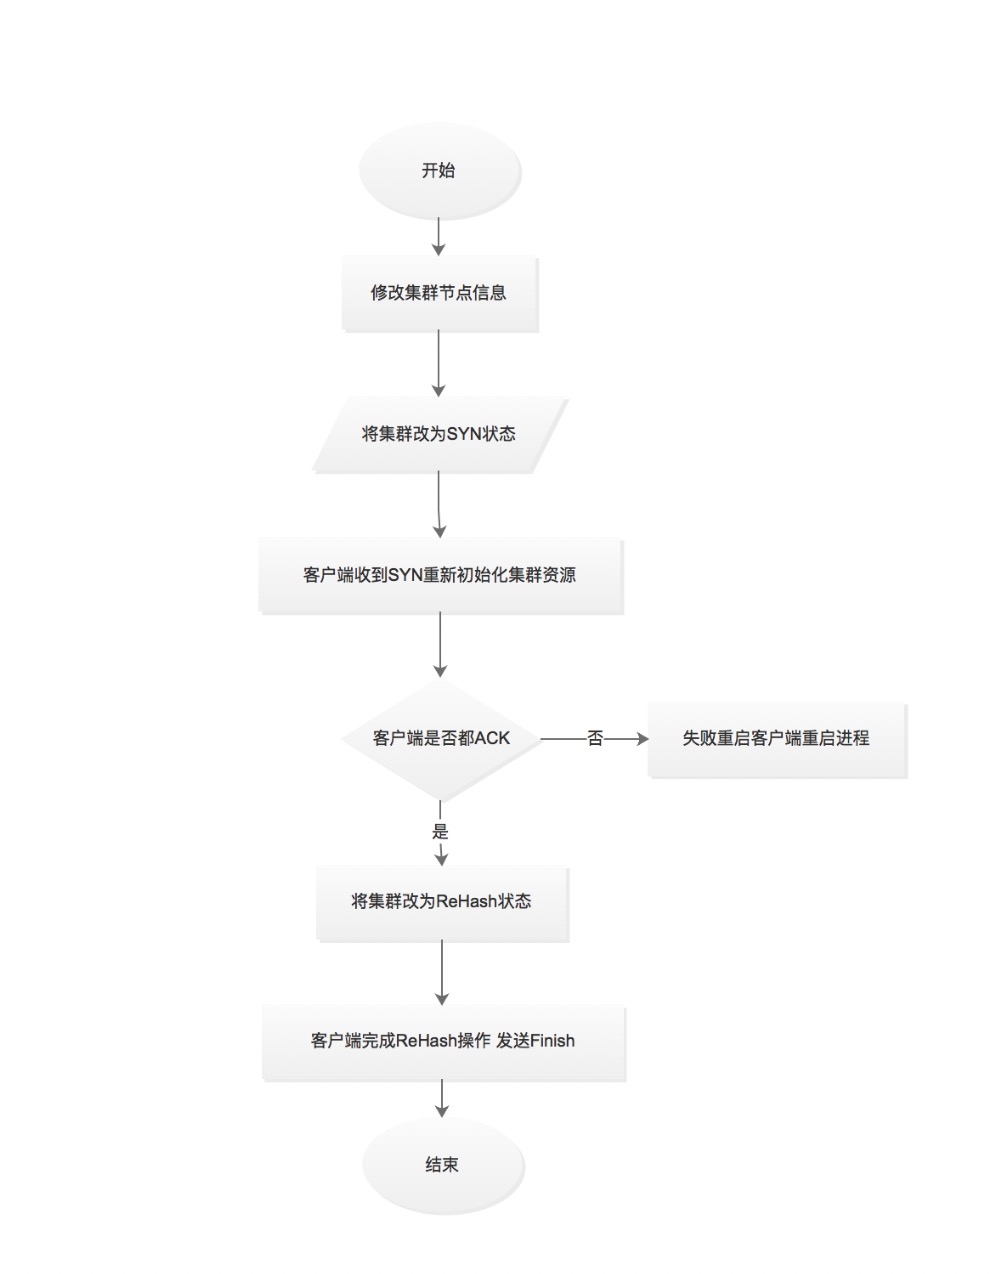 开始
修改集群节点信息
将集群改为SYN状态
客户端收到SYN重新初始化集群资源
客户端是否都ACK
否
失败重启客户端重启进程
是
将集群改为ReHash状态
客户端完成ReHash操作 发送Finish
结束